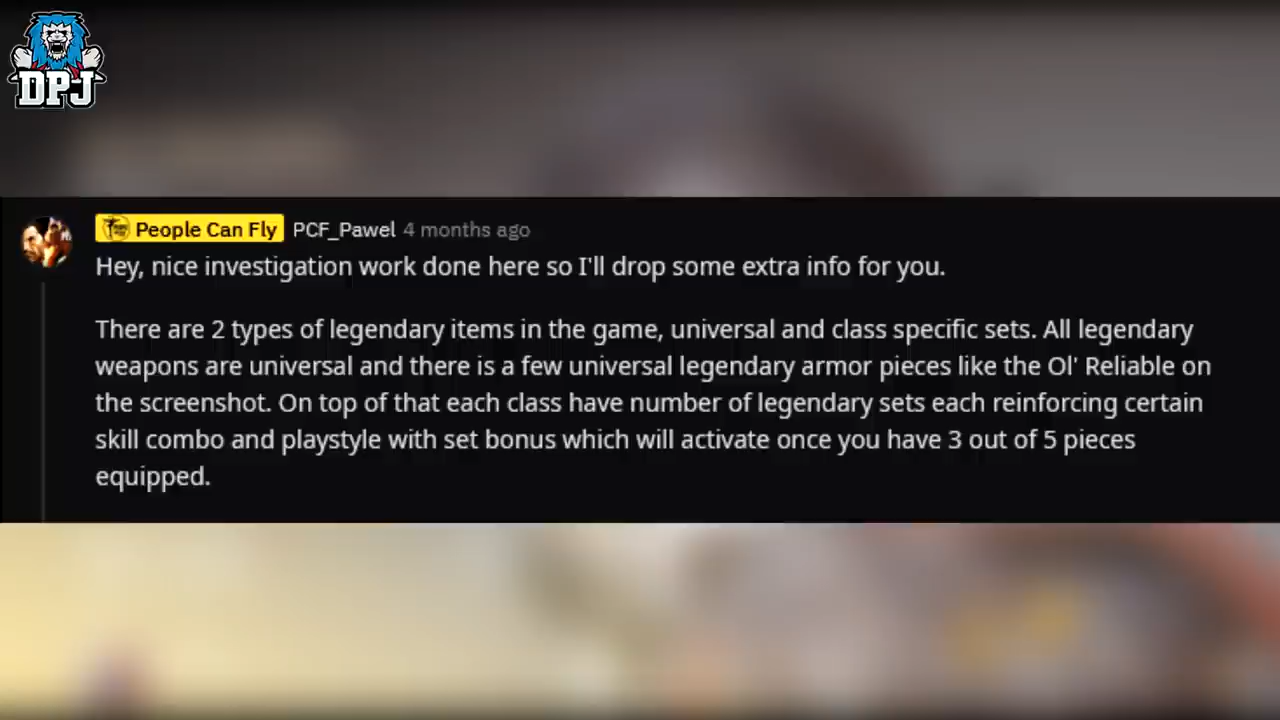 DPJ
People Can Fly PCF_Pawel 4 months ago
Hey, nice investigation work done here so I'll drop some extra info for you.
There are 2 types of legendary items in the game, universal and class specific sets. All legendary
weapons are universal and there is a few universal legendary armor pieces like the Ol' Reliable on
the screenshot. On top of that each class have number of legendary sets each reinforcing certain
skill combo and playstyle with set bonus which will activate once you have 3 out of 5 pieces
equipped.